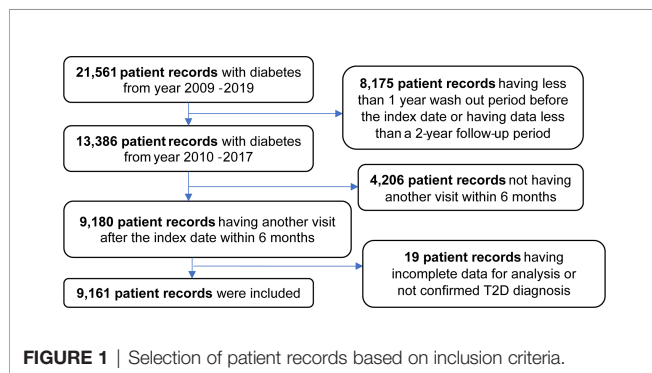 21,561 patient records with diabetes
from year 2009 -2019
8,175 patient records having less
than 1 year wash out period before
the index date or having data less
than a 2-year follow-up period
13,386 patient records with diabetes
from year 2010 -2017
4,206 patient records not having
another visit within 6 months
9,180 patient records having another visit
after the index date within 6 months
19 patient records having
incomplete data for analysis or
not confirmed T2D diagnosis
9,161 patient records were included
FIGURE 1 | Selection of patient records based on inclusion criteria.